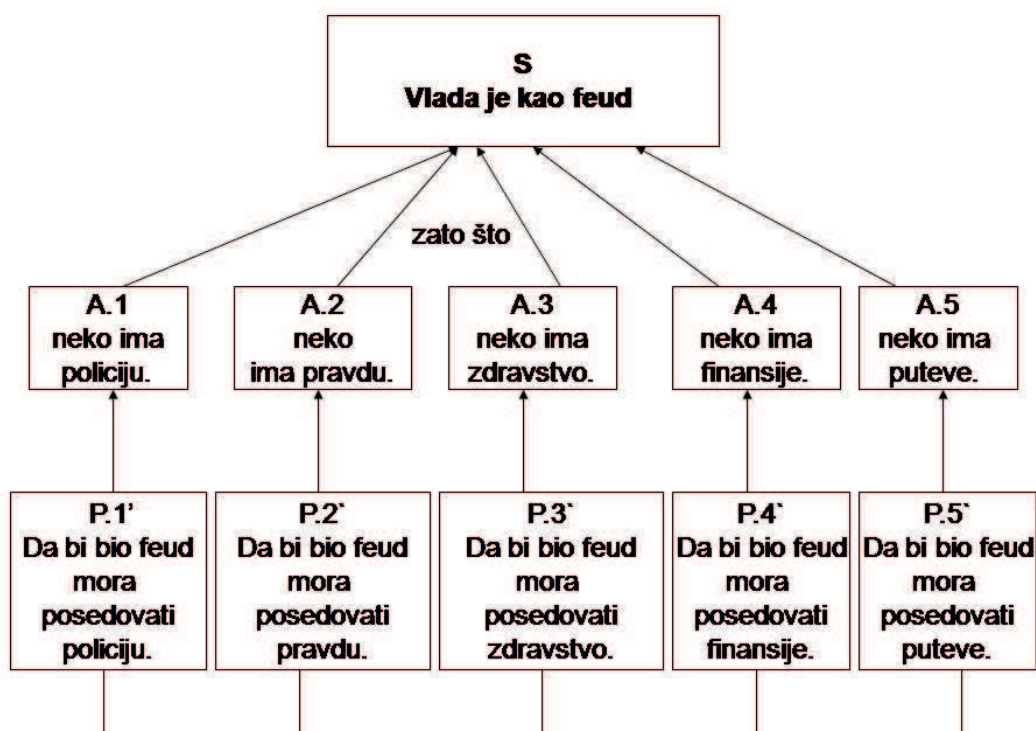 S
Vlada je kao feud
zato što
A.1
neko ima
policiju.
A.2
neko
ima pravdu.
A.3
neko ima
zdravstvo.
A.4
neko ima
finansije.
A.5
neko ima
puteve.
P.1'
Da bi bio feud
mora
posedovati
policiju.
P.2`
Da bi bio feud
mora
posedovati
pravdu.
P.3`
Da bi bio feud
mora
posedovati
zdravstvo.
P.4`
Da bi bio feud
mora
posedovati
finansije.
P.5`
Da bi bio feud
mora
posedovati
puteve.